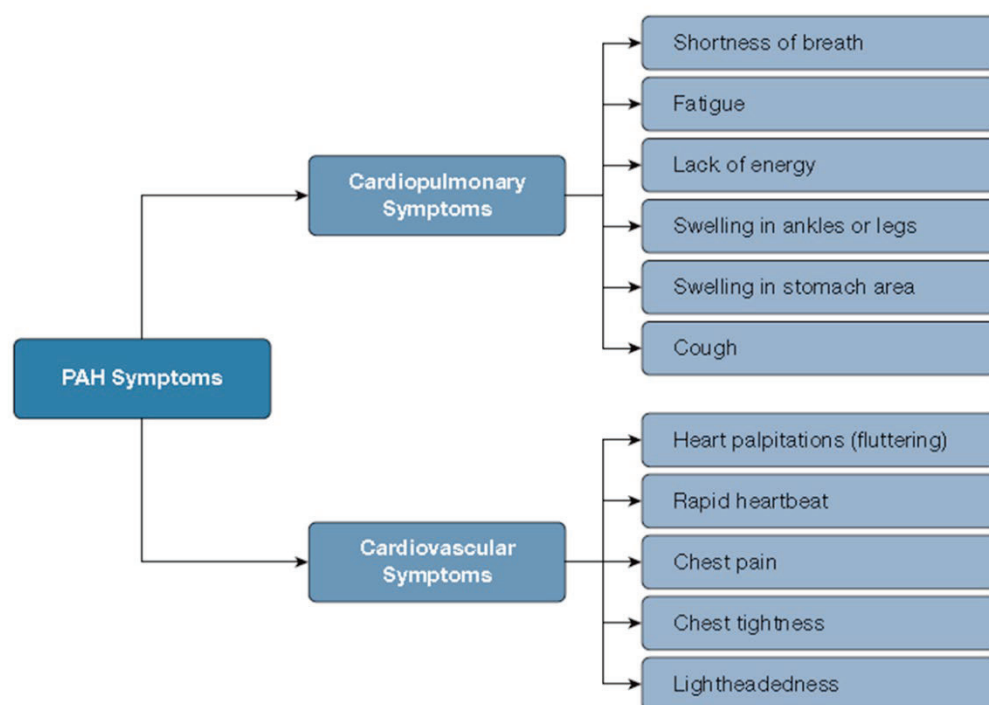 Shortness of breath
Fatigue
Cardiopulmonary
Symptoms
Lack of energy
Swelling in ankles or legs
Swelling in stomach area
Cough
PAH Symptoms
Heart palpitations (fluttering)
Rapid heartbeat
Cardiovascular
Symptoms
Chest pain
Chest tightness
Lightheadedness